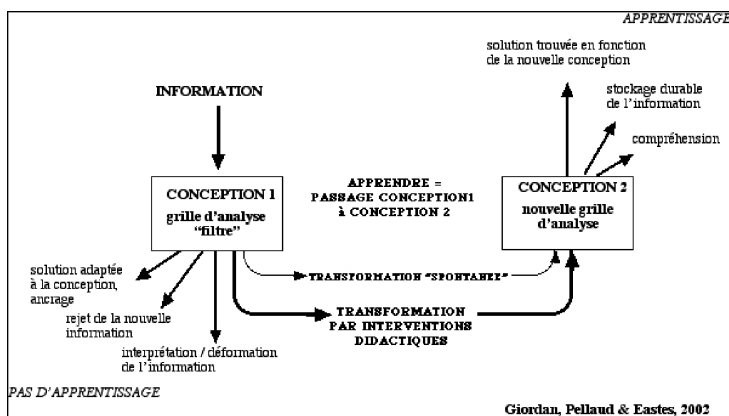 APPRENTISSAGE
solution trouvée en fonction
de la nouvelle conception
INFORMATION
stockage durable
de l'information
compréhension
CONCEPTION 1
grille d'analyse
"filtre"
APPRENDRE =
PASSAGE CONCEPTION1
à CONCEPTION 2
CONCEPTION 2
nouvelle grille
d'analyse
solution adaptée
à la conception,
ancrage
TRANSFORMATION "SPONTANEE"
rejet de la nouvelle
information
TRANSFORMATION
PAR INTERVENTIONS
DIDACTIQUES
interprétation / déformation
de l'information
PAS D'APPRENTISSAGE
Giordan, Pellaud & Eastes, 2002